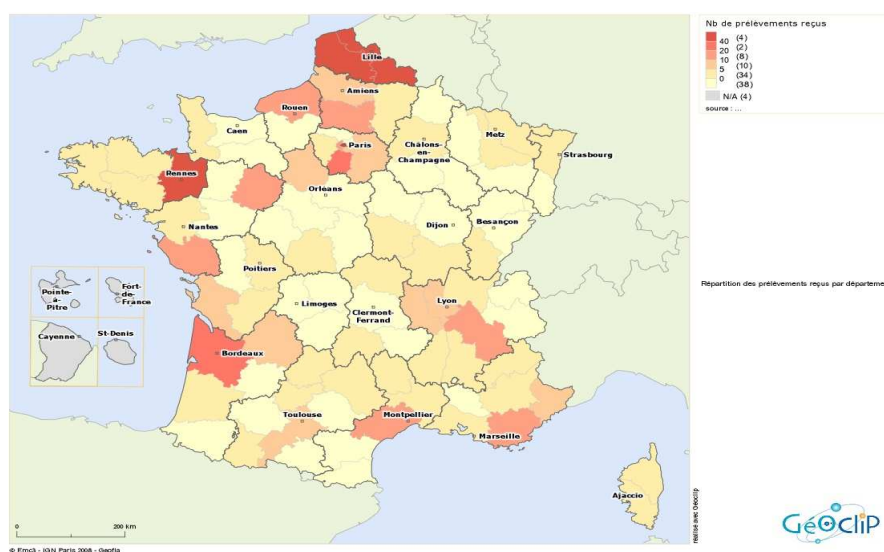 Nb de prélèvements reçus
40 (4)
20 (2)
10 (8)
5 (10)
0 (34)
(38)
N/A (4)
source : ...
Lille
Amiens
Rouen
Caen
Paris
Châlons-
en-
Champagne
Metz
Strasbourg
Rennes
Orléans
Nantes
Dijon
Besançon
Poitiers
Pointe-
à-
Pitre
Fort-
de-
France
Limoges
Clermont-
Ferrand
Lyon
Cayenne
St-Denis
Bordeaux
Toulouse
Montpellier
Marseille
Ajaccio
Répartition des prélèvements reçus par départeme
0 200 km
réalisé avec Géoclip
GéOcliP
© Emc3 - IGN Paris 2008 - Geofla